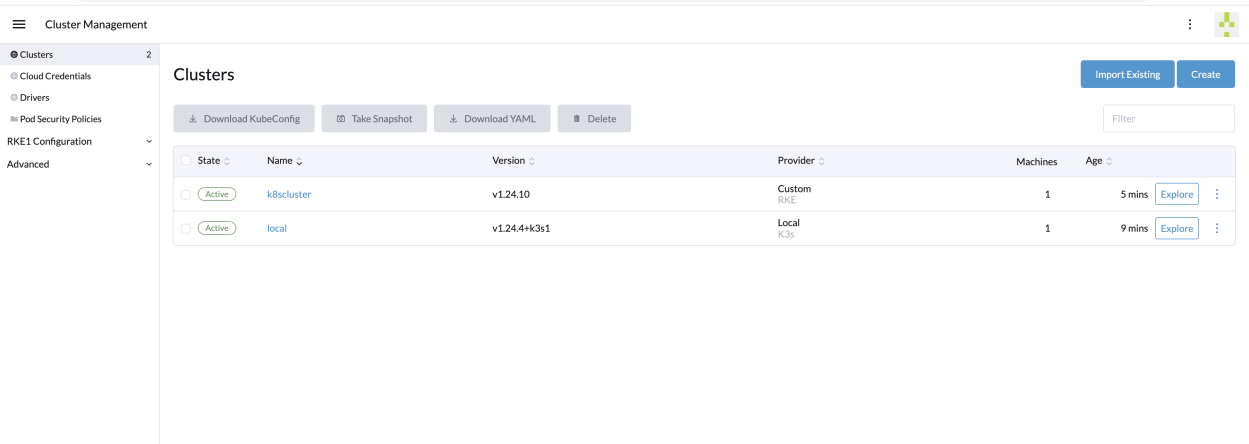 Cluster Management
Clusters 2
Cloud Credentials
Drivers
Pod Security Policies
RKE1 Configuration
Advanced
Clusters
Import Existing Create
Download KubeConfig Take Snapshot Download YAML Delete Filter
State Name Version Provider Machines Age
Active k8scluster v1.24.10 Custom 1 5 mins Explore
RKE
Active local v1.24.4+k3s1 Local 1 9 mins Explore
K3s